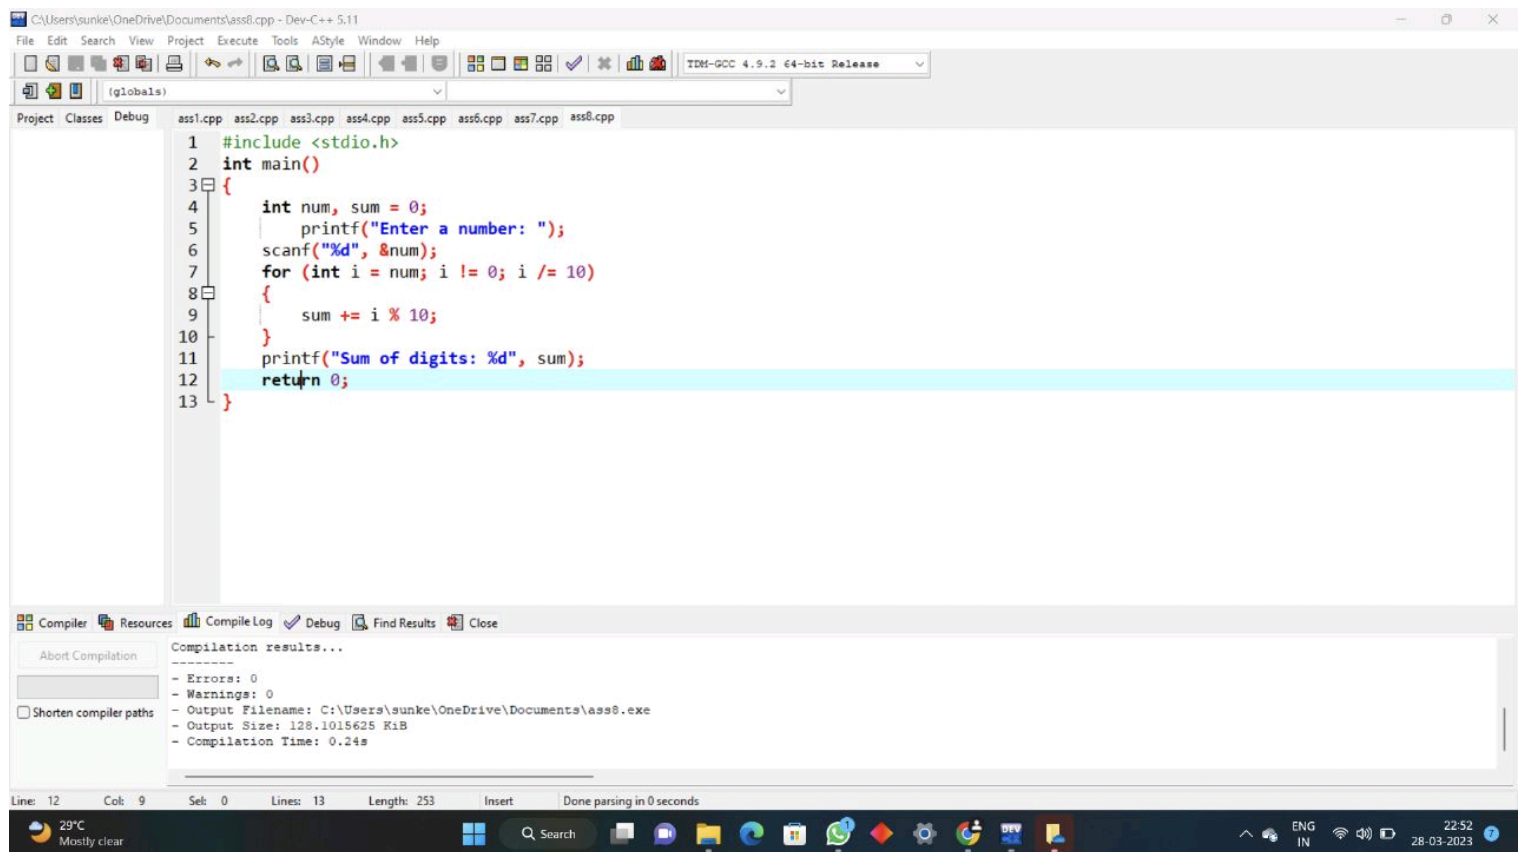 C:\Users\sunke\OneDrive\Documents\ass8.cpp - Dev-C++ 5.11
File Edit Search View Project Execute Tools AStyle Window Help
TDM-GCC 4.9.2 64-bit Release
(globals)
Project Classes Debug ass1.cpp ass2.cpp ass3.cpp ass4.cpp ass5.cpp ass6.cpp ass7.cpp ass8.cpp
1 #include <stdio.h>
2 int main()
3 {
4 int num, sum = 0;
5 printf("Enter a number: ");
6 scanf("%d", &num);
7 for (int i = num; i != 0; i /= 10)
8 {
9 sum += i % 10;
10 }
11 printf("Sum of digits: %d", sum);
12 return 0;
13 }
Compiler Resources Compile Log Debug Find Results Close
Abort Compilation
Shorten compiler paths
Compilation results...
--------
- Errors: 0
- Warnings: 0
- Output Filename: C:\Users\sunke\OneDrive\Documents\ass8.exe
- Output Size: 128.1015625 KiB
- Compilation Time: 0.24s
Line: 12 Col: 9 Sel: 0 Lines: 13 Length: 253 Insert Done parsing in 0 seconds
29°C
Mostly clear
Search
1
DEV
ENG
IN
22:52
28-03-2023
7